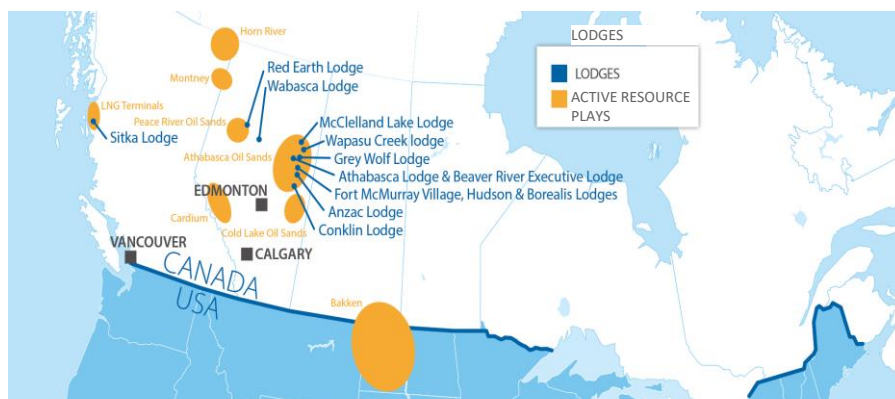 Horn River
LODGES
Red Earth Lodge
Montney
Wabasca Lodge
LODGES
ACTIVE RESOURCE
PLAYS
LNG Terminals
Peace River Oil Sands
McClelland Lake Lodge
Sitka Lodge
Wapasu Creek lodge
Athabasca Oil Sands
Grey Wolf Lodge
Athabasca Lodge & Beaver River Executive Lodge
EDMONTON
Fort McMurray Village, Hudson & Borealis Lodges
Anzac Lodge
Cardium
Cold Lake Oil Sands
Conklin Lodge
VANCOUVER
CALGARY
CANADA
USA
Bakken